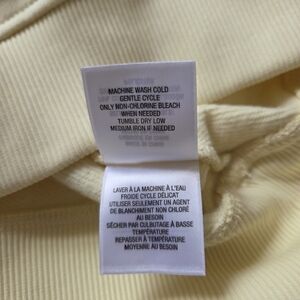 MACHINE WASH COLD
GENTLE CYCLE
ONLY NON-CHLORINE BLEACH
WHEN NEEDED
TUMBLE DRY LOW
MEDIUM IRON IF NEEDED
LAVER À LA MACHINE À L'EAU
FROIDE CYCLE DÉLICAT
UTILISER SEULEMENT UN AGENT
DE BLANCHIMENT NON CHLORÉ
AU BESOIN
SÉCHER PAR CULBUTAGE À BASSE
TEMPÉRATURE
REPASSER À TEMPÉRATURE
MOYENNE AU BESOIN